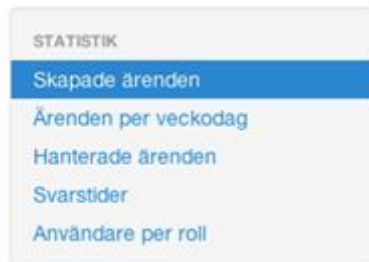 STATISTIK
Skapade ärenden
Ärenden per veckodag
Hanterade ärenden
Svarstider
Användare per roll